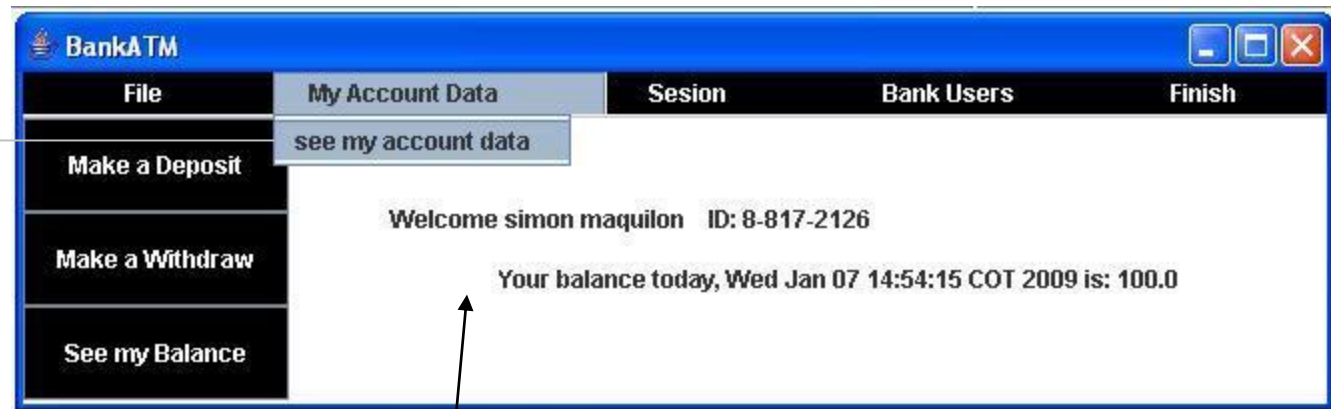 BankATM
File My Account Data Sesion Bank Users Finish
see my account data
Make a Deposit
Welcome simon maquilon ID: 8-817-2126
Make a Withdraw
Your balance today, Wed Jan 07 14:54:15 COT 2009 is: 100.0
See my Balance